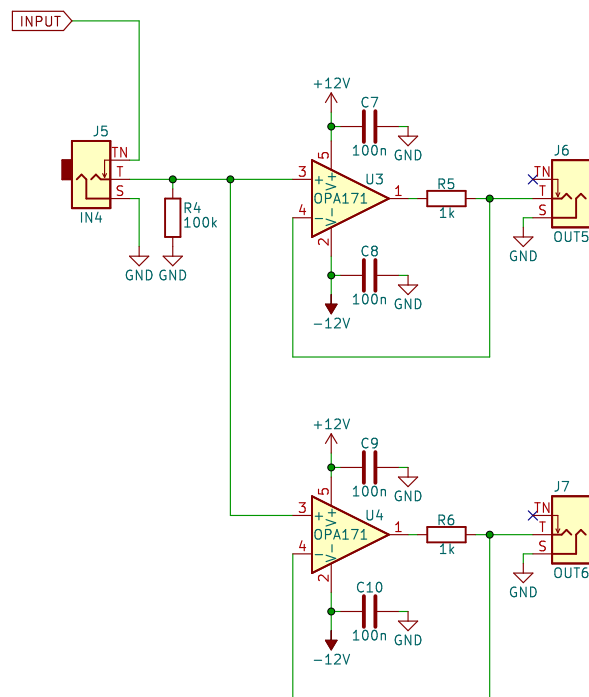 INPUT
J5
TN
T
S
IN4
GND
GND
R4
100k
+12V
C7
100n
GND
5
3
4
2
1
+
-
V+
V-
U3
OPA171
C8
100n
GND
-12V
R5
1k
J6
TN
T
S
GND
OUT5
+12V
C9
100n
GND
5
3
4
2
1
+
-
V+
V-
U4
OPA171
C10
100n
GND
-12V
R6
1k
J7
TN
T
S
GND
OUT6